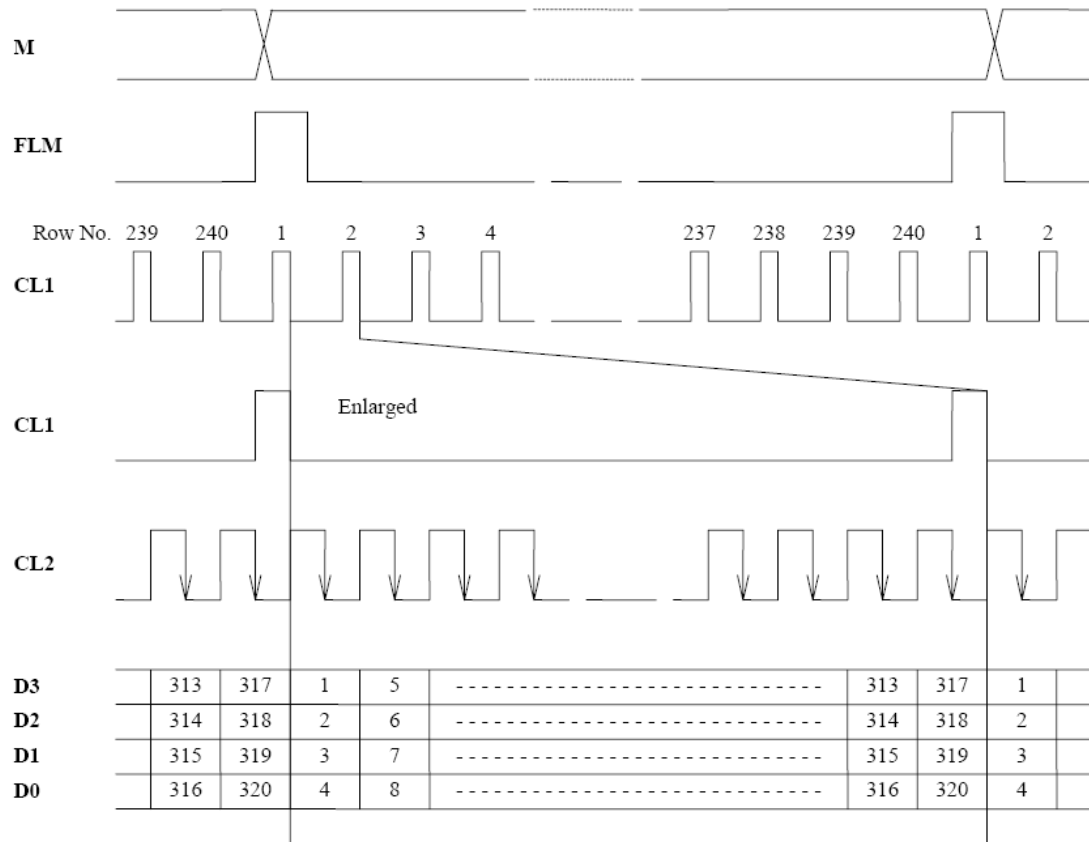 M
FLM
Row No. 239 240 1 2 3 4 237 238 239 240 1 2
CL1
CL1 Enlarged
CL2
D3 313 317 1 5 313 317 1
D2 314 318 2 6 314 318 2
D1 315 319 3 7 315 319 3
D0 316 320 4 8 316 320 4